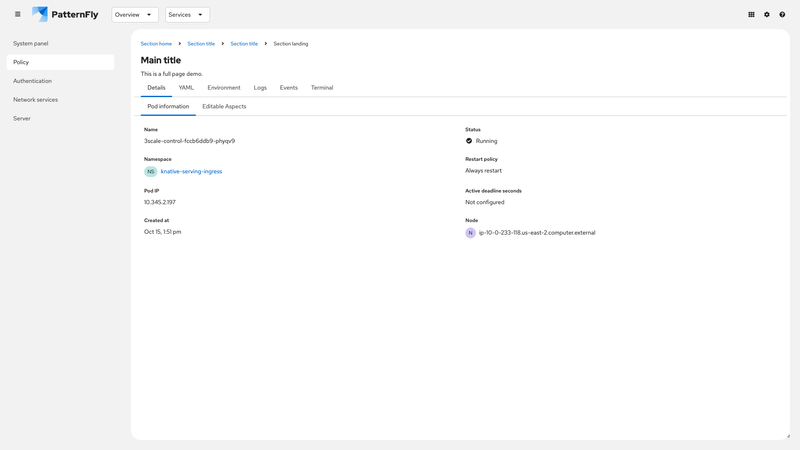 PatternFly
Overview
Services
System panel
Policy
Authentication
Network services
Server
Section home
Section title
Section title
Section landing
Main title
This is a full page demo.
Details
YAML
Environment
Logs
Events
Terminal
Pod information
Editable Aspects
Name
3scale-control-fccb6ddb9-phyqv9
Status
Running
Namespace
NS knative-serving-ingress
Restart policy
Always restart
Pod IP
10.345.2.197
Active deadline seconds
Not configured
Created at
Oct 15, 1:51 pm
Node
N ip-10-0-233-118.us-east-2.computer.external